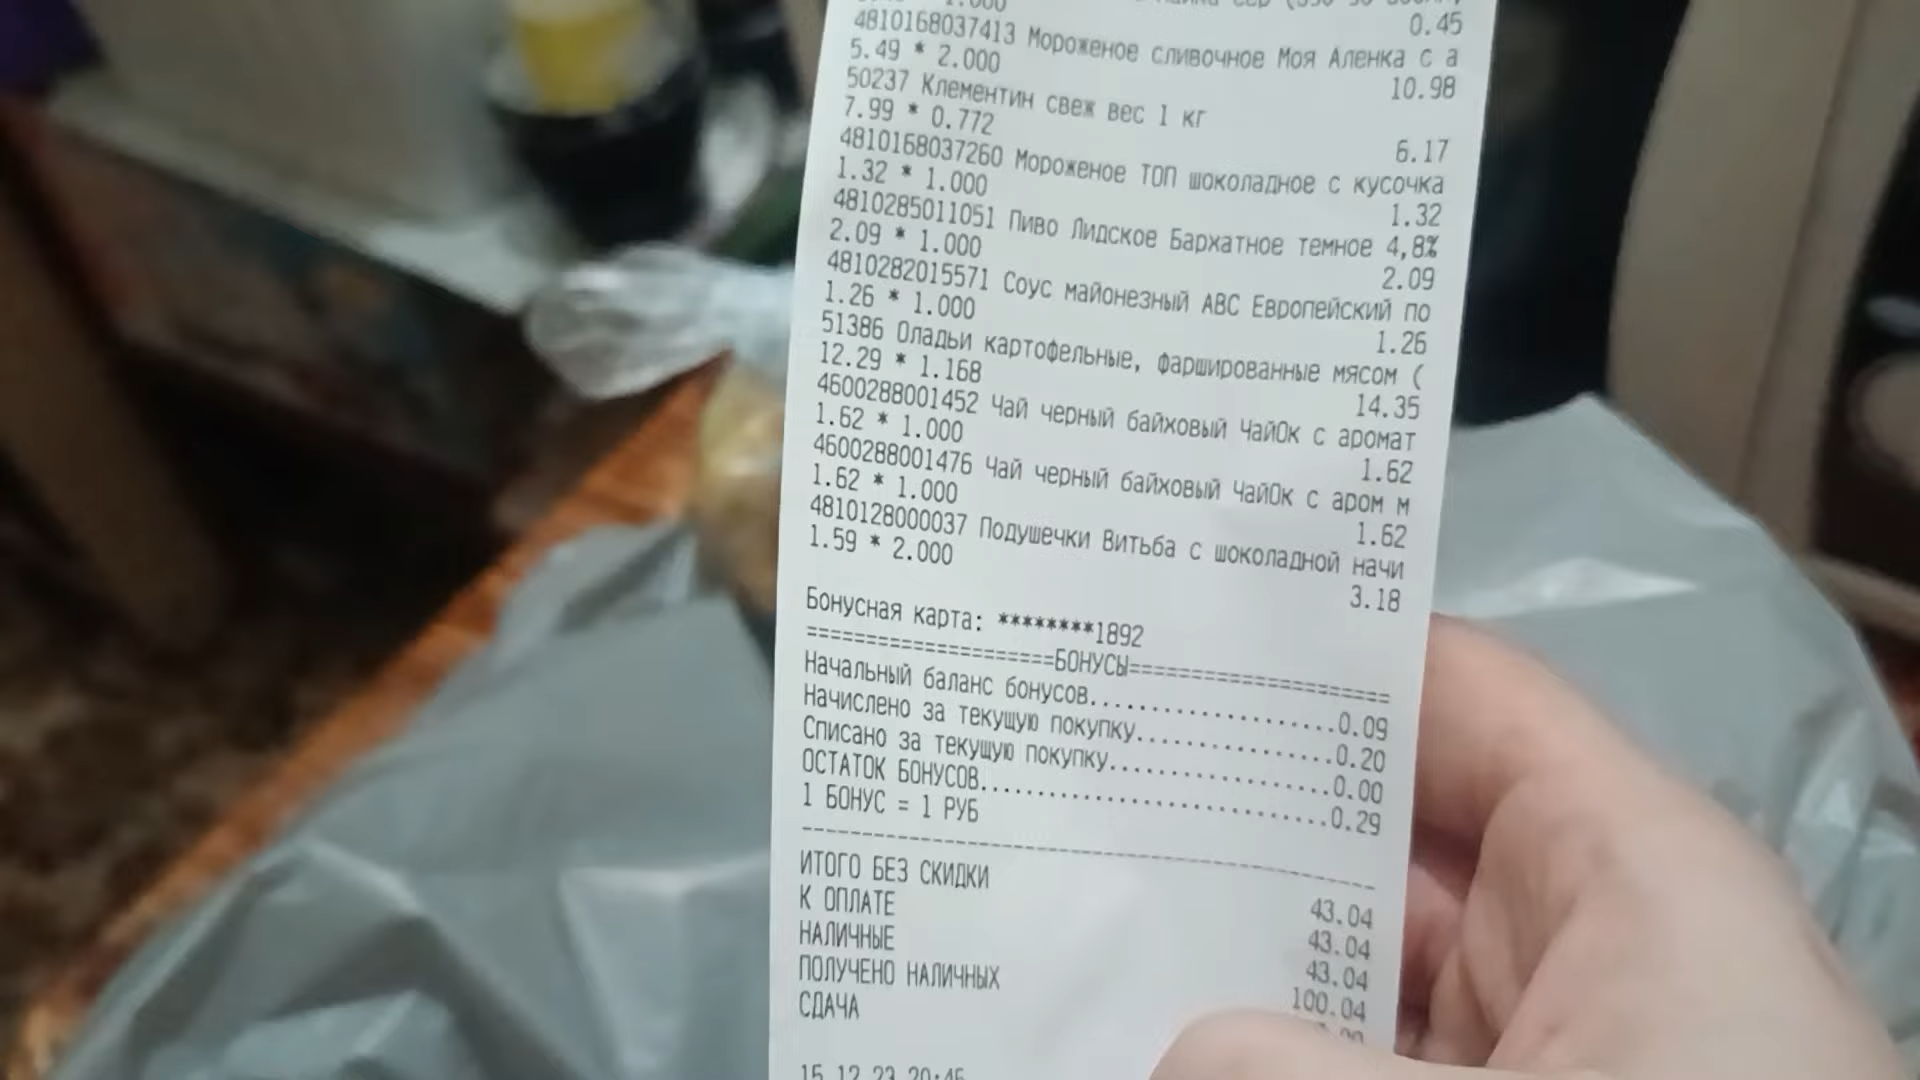 0.45
4810168037413 Мороженое сливочное Моя Аленка с а
5.49 * 2.000
10.98
50237 Клементин свеж вес 1 кг
7.99 * 0.772
6.17
4810168037260 Мороженое ТОП шоколадное с кусочка
1.32 * 1.000
1.32
4810285011051 Пиво Лидское Бархатное темное 4,8%
2.09 * 1.000
2.09
4810282015571 Соус майонезный АВС Европейский по
1.26 * 1.000
1.26
51386 Оладьи картофельные, фаршированные мясом (
12.29 * 1.168
14.35
4600288001452 Чай черный байховый ЧайОк с аромат
1.62 * 1.000
1.62
4600288001476 Чай черный байховый ЧайОк с аром м
1.62 * 1.000
1.62
4810128000037 Подушечки Витьба с шоколадной начи
1.59 * 2.000
3.18
Бонусная карта: ********1892
====================БОНУСЫ=====================
Начальный баланс бонусов....................0.09
Начислено за текущую покупку................0.20
Списано за текущую покупку..................0.00
ОСТАТОК БОНУСОВ.............................0.29
1 БОНУС = 1 РУБ
------------------------------------------------
ИТОГО БЕЗ СКИДКИ 43.04
К ОПЛАТЕ 43.04
НАЛИЧНЫЕ 43.04
ПОЛУЧЕНО НАЛИЧНЫХ 100.04
СДАЧА
15.12.23 20:46